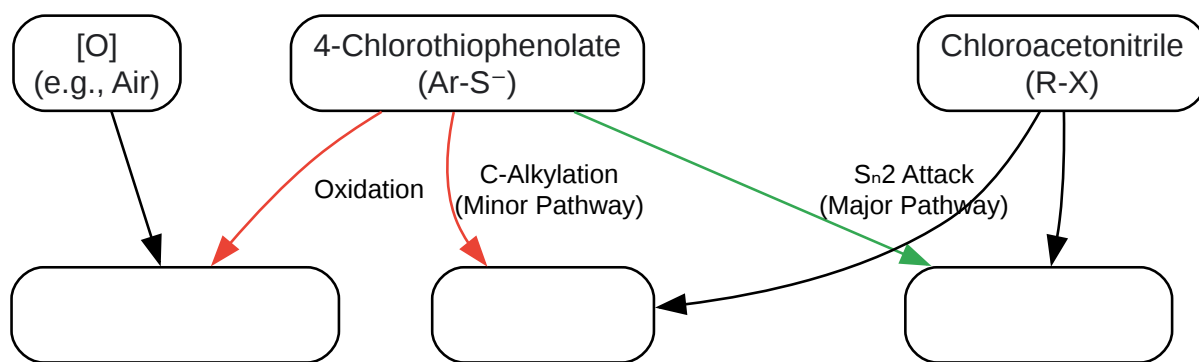 [O]
(e.g., Air)
4-Chlorothiophenolate
(Ar-S⁻)
Chloroacetonitrile
(R-X)
Oxidation
C-Alkylation
(Minor Pathway)
Sₙ2 Attack
(Major Pathway)